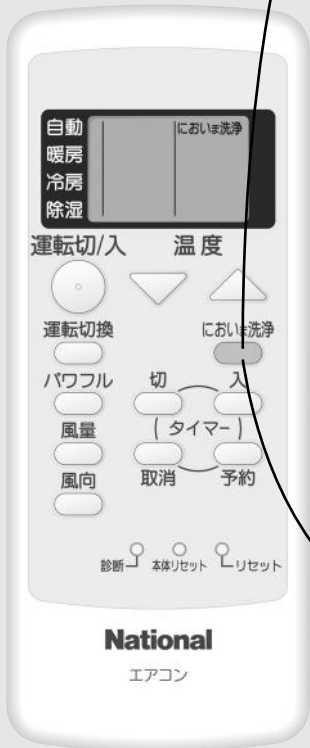 自動 においま洗浄
暖房
冷房
除湿
運転切/入 温度
運転切換 においま洗浄
パワフル 切 入
風量 (タイマー)
風向 取消 予約
診断 本体リセット リセット
National
エアコン